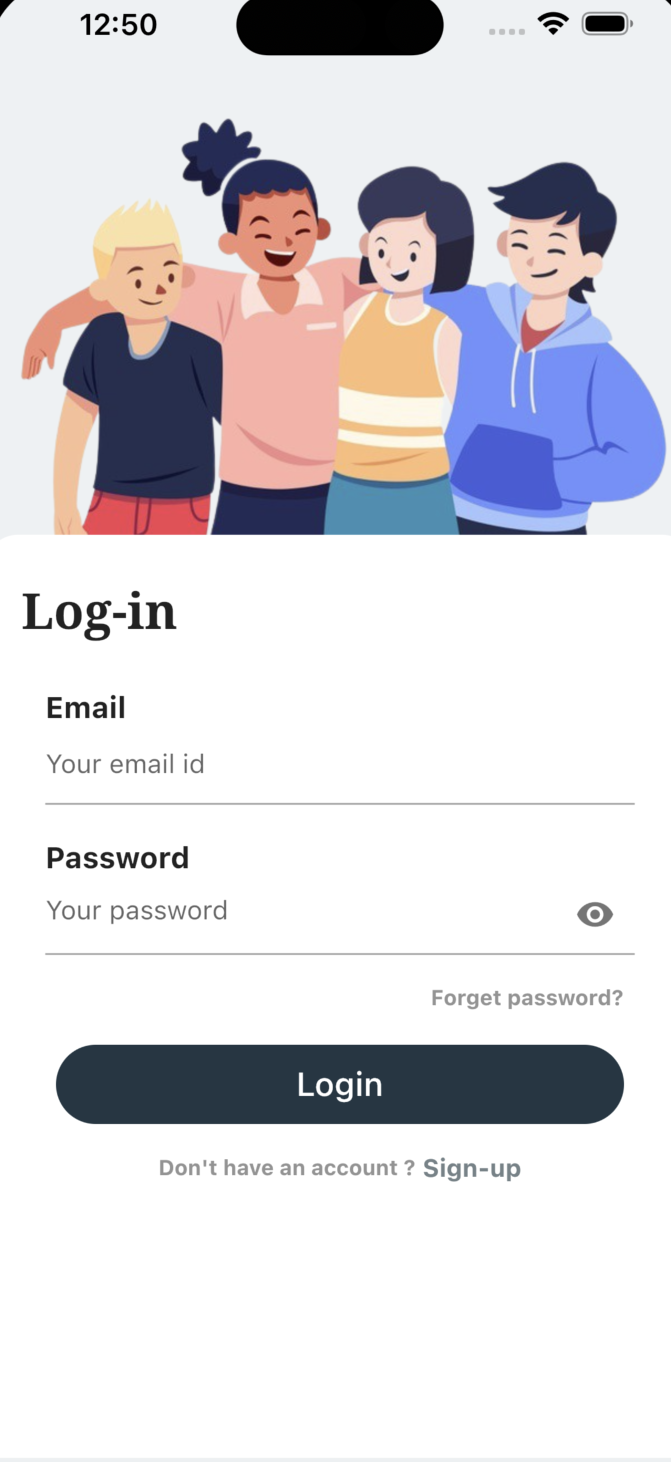 12:50
Log-in
Email
Your email id
Password
Your password
Forget password?
Login
Don't have an account ? Sign-up